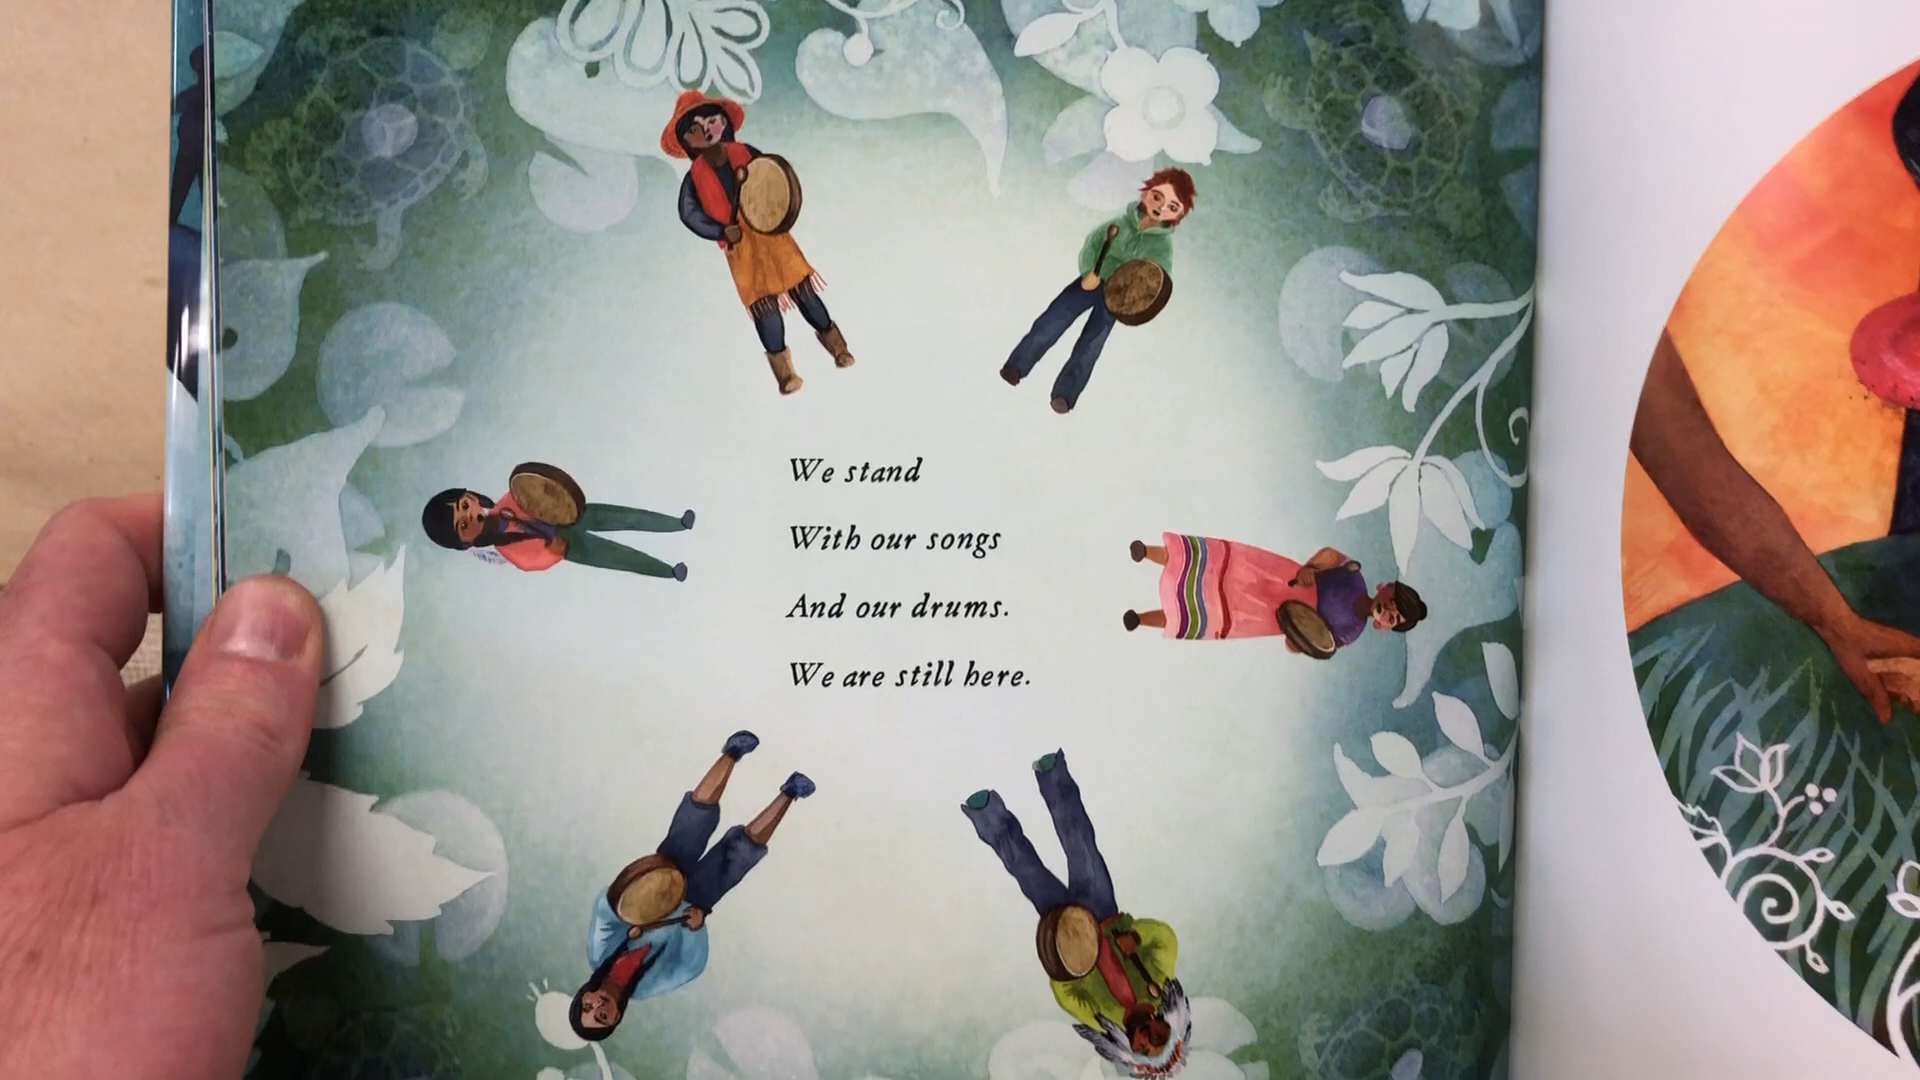 We stand
With our songs
And our drums.
We are still here.